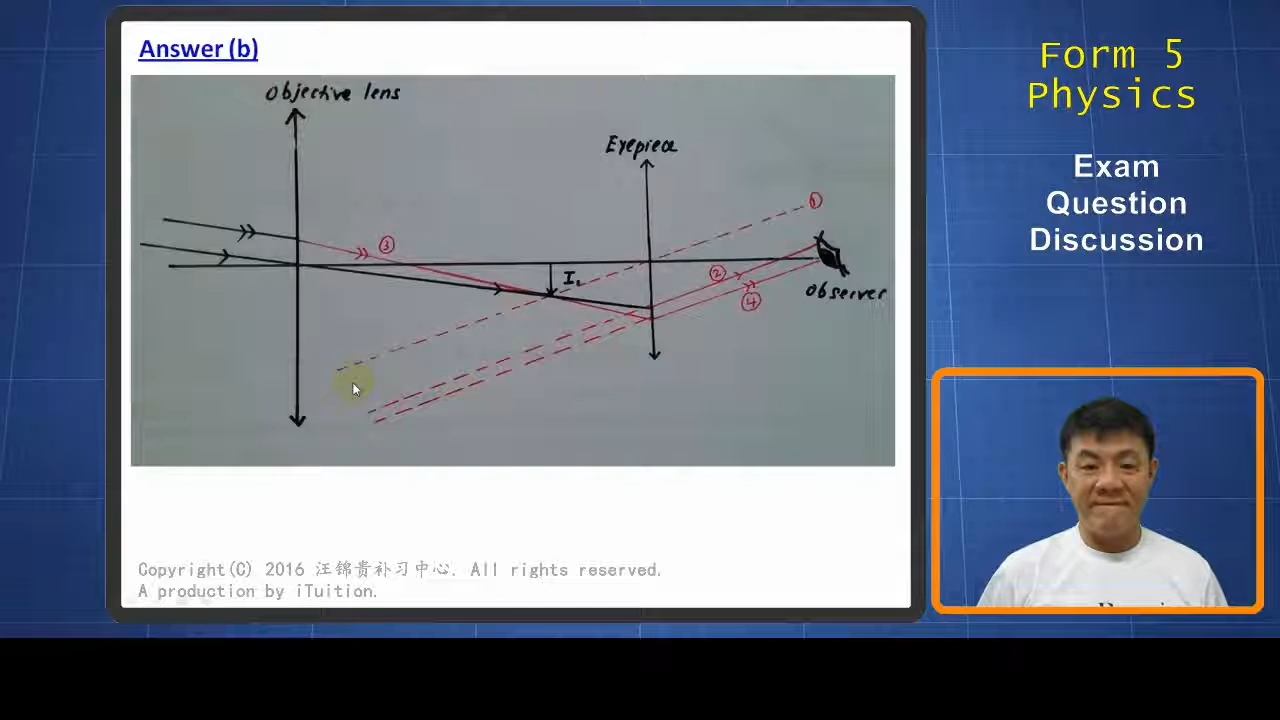 Answer (b)
Objective lens
Eyepiece
①
③
②
④
I₁
Observer
Copyright(C) 2016 汪锦贵补习中心. All rights reserved.
A production by iTuition.
Form 5
Physics
Exam
Question
Discussion